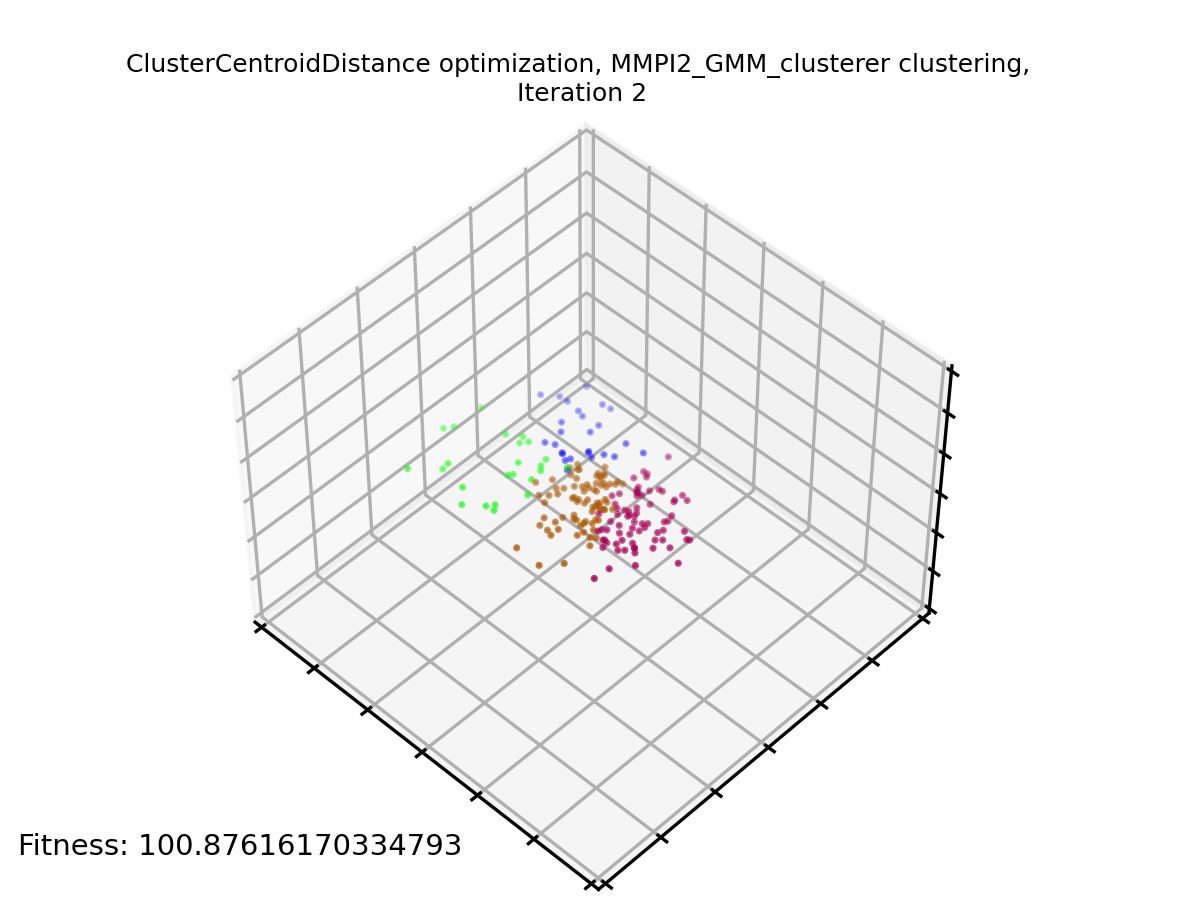 ClusterCentroidDistance optimization, MMPI2_GMM_clusterer clustering,
Iteration 2
Fitness: 100.87616170334793